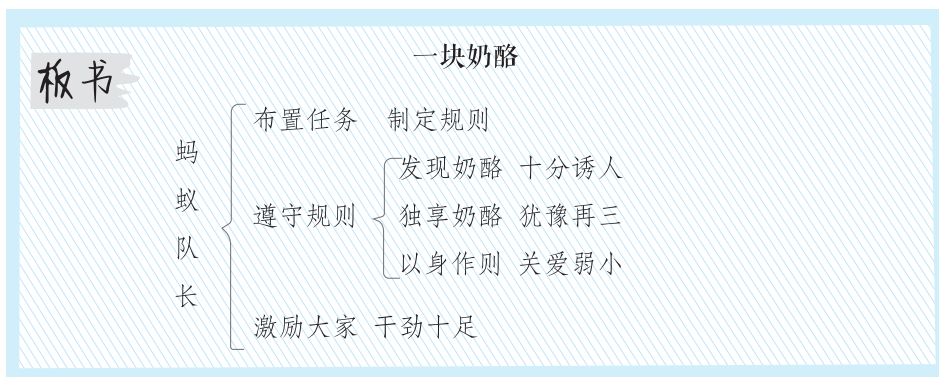 一块奶酪
板书
蚂蚁队长
布置任务 制定规则
遵守规则
发现奶酪 十分诱人
独享奶酪 犹豫再三
以身作则 关爱弱小
激励大家 干劲十足